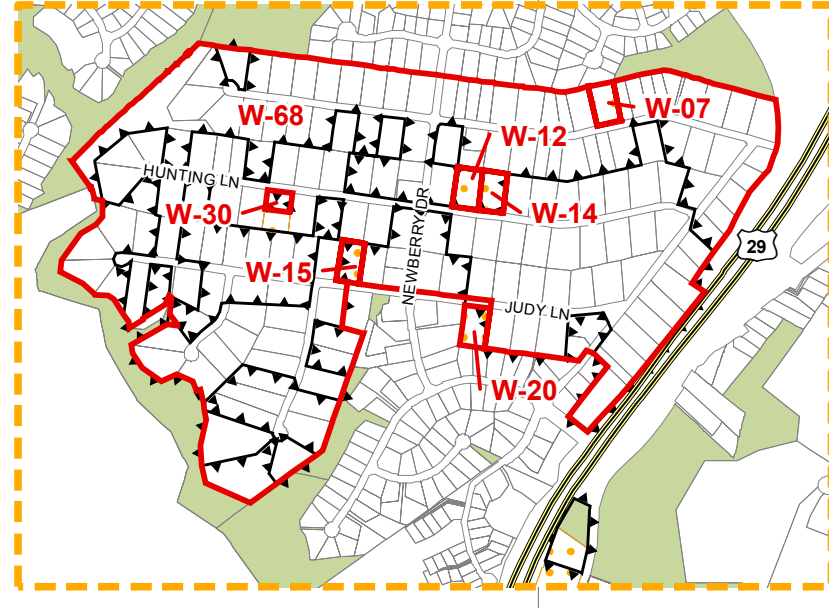 W-07
W-68
W-12
HUNTING LN
W-30
W-14
NEWBERRY DR
29
W-15
JUDY LN
W-20